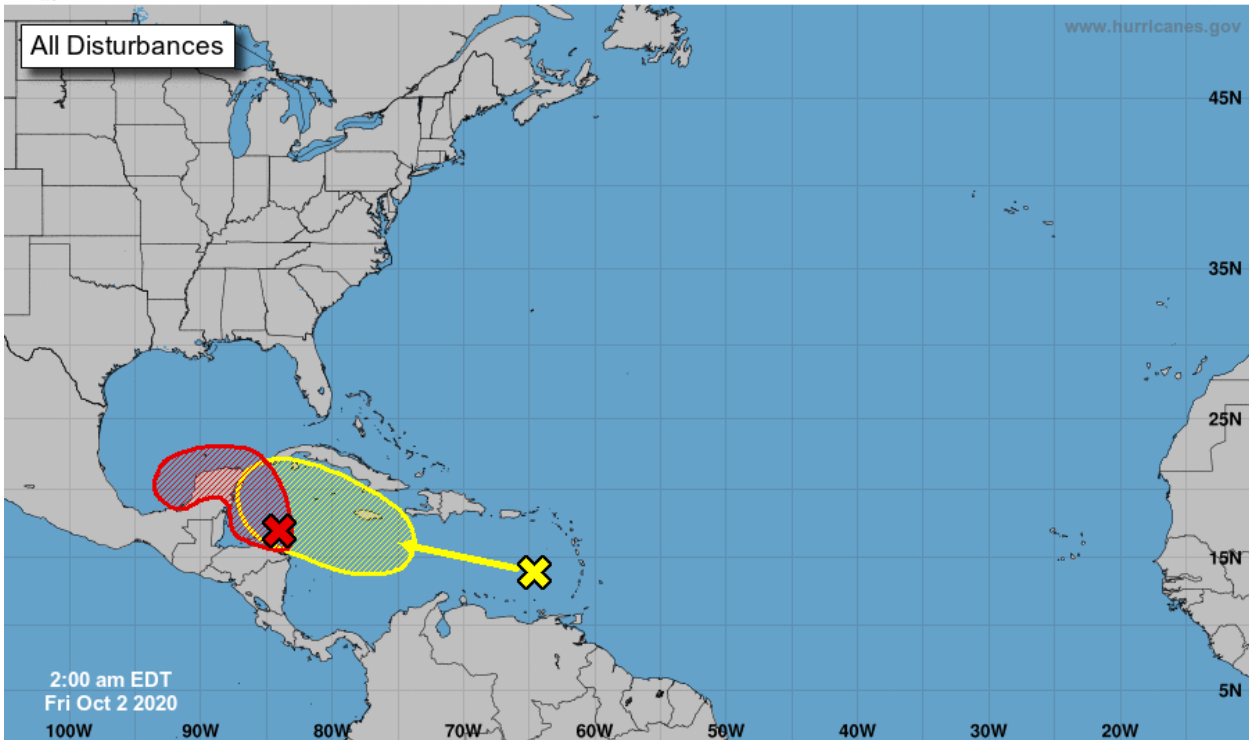 All Disturbances
www.hurricanes.gov
45N
35N
25N
15N
5N
2:00 am EDT
Fri Oct 2 2020
100W 90W 80W 70W 60W 50W 40W 30W 20W